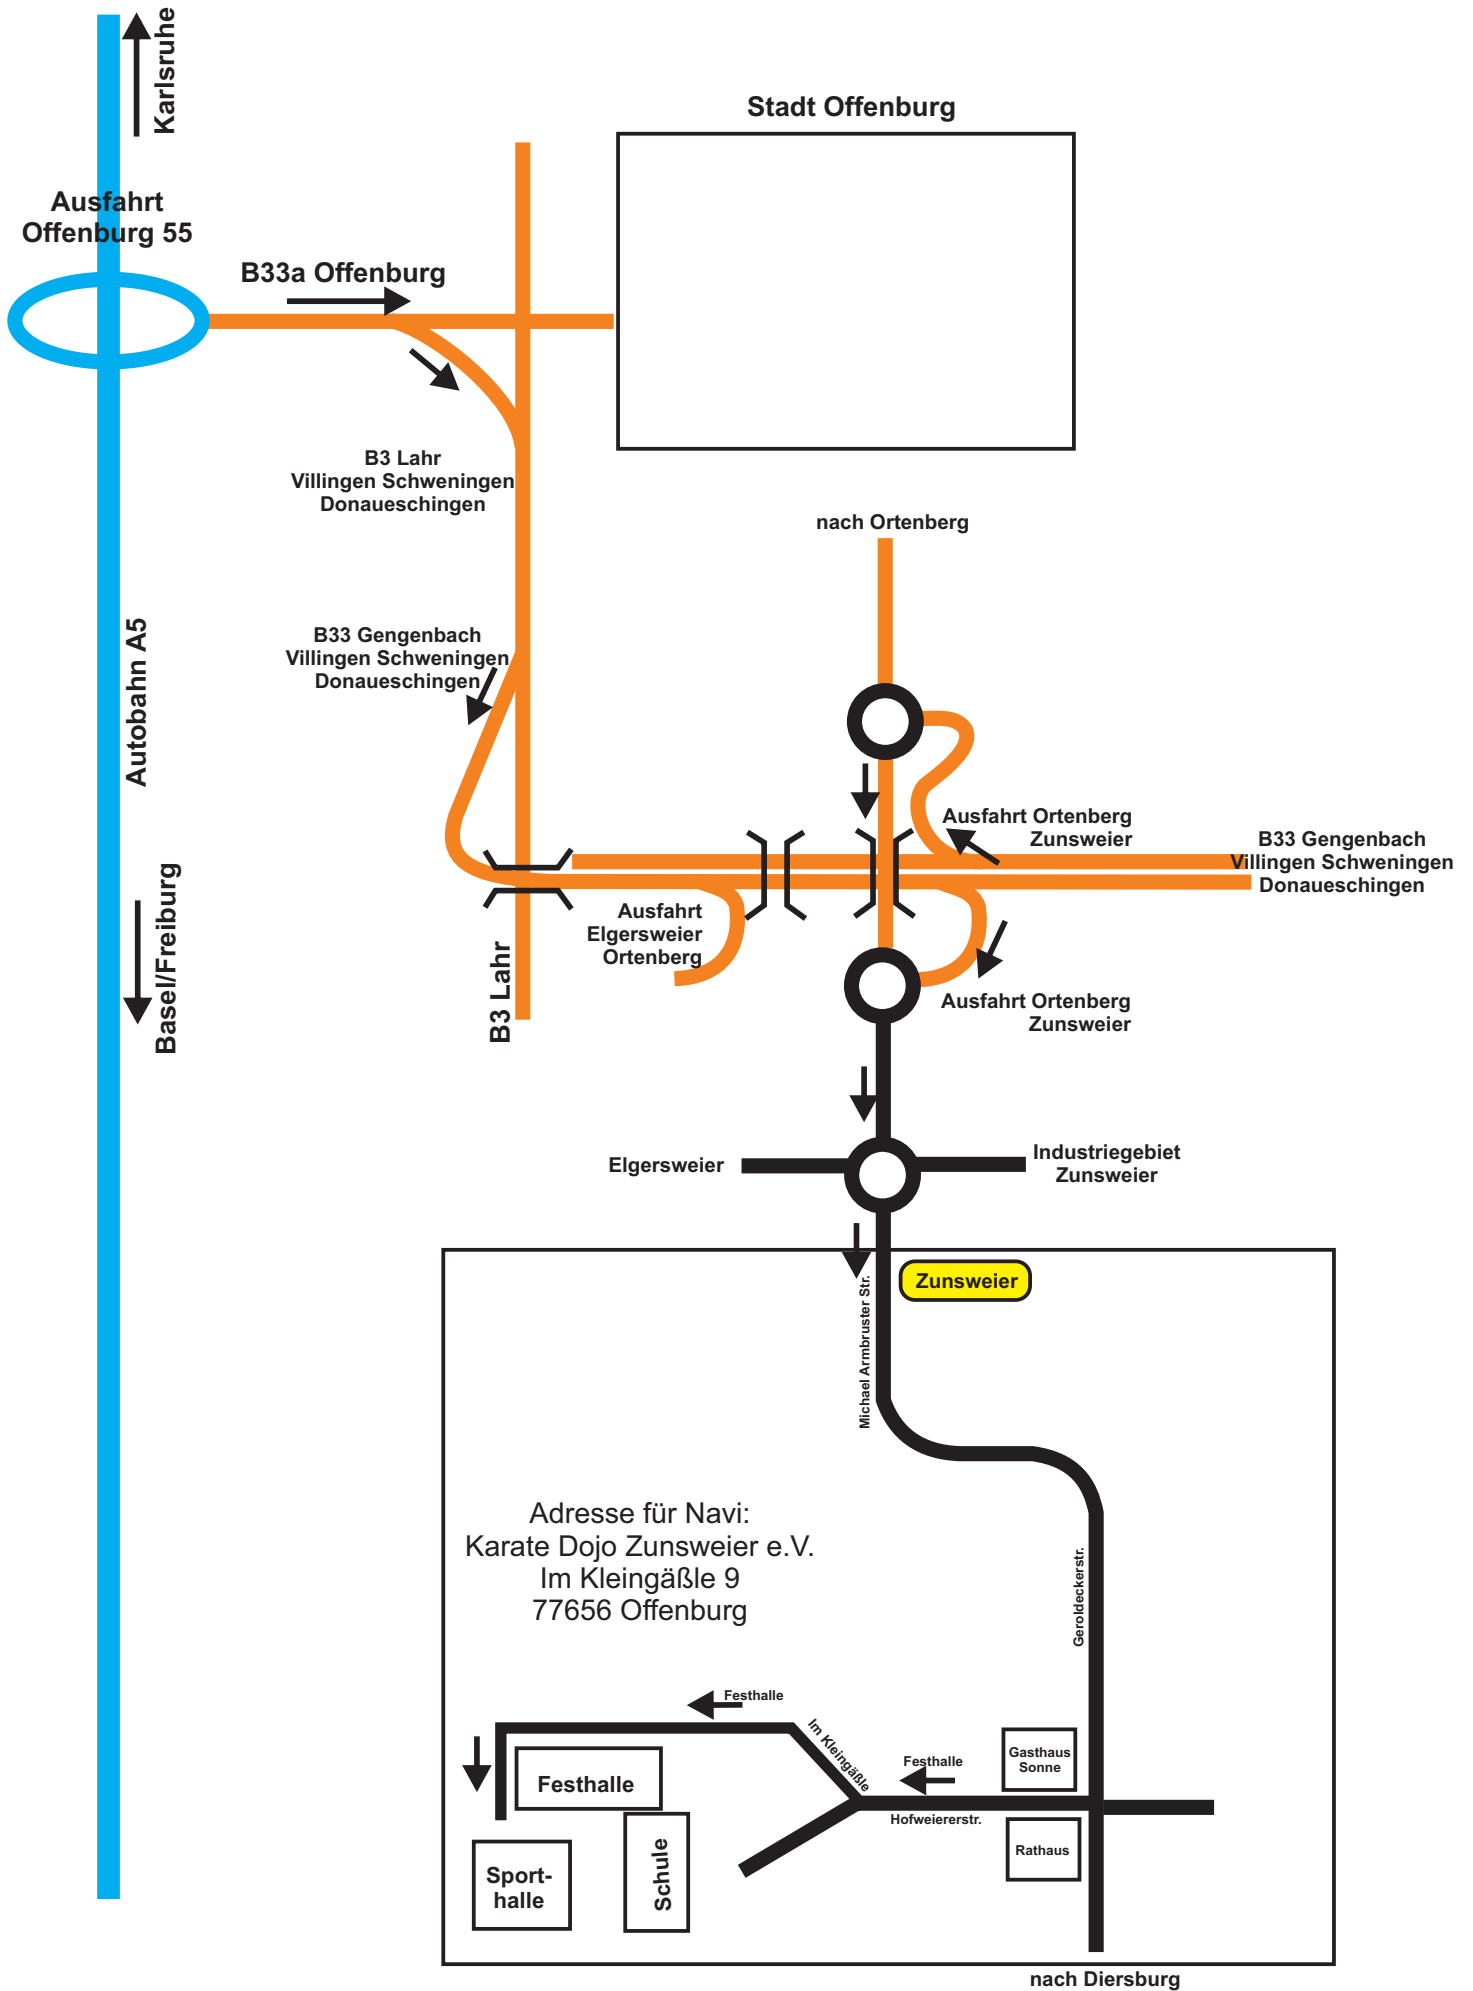 Karlsruhe
Stadt Offenburg
Ausfahrt
Offenburg 55
B33a Offenburg
B3 Lahr
Villingen Schweningen
Donaueschingen
nach Ortenberg
Autobahn A5
B33 Gengenbach
Villingen Schweningen
Donaueschingen
Ausfahrt Ortenberg
Zunsweier
B33 Gengenbach
Villingen Schweningen
Donaueschingen
Basel/Freiburg
Ausfahrt
Elgersweier
Ortenberg
B3 Lahr
Ausfahrt Ortenberg
Zunsweier
Elgersweier
Industriegebiet
Zunsweier
Zunsweier
Michael Armbruster Str.
Adresse für Navi:
Karate Dojo Zunsweier e.V.
Im Kleingäßle 9
77656 Offenburg
Geroldeckerstr.
Festhalle
Im Kleingäßle
Festhalle
Gasthaus
Sonne
Festhalle
Hofweiererstr.
Rathaus
Schule
Sport-
halle
nach Diersburg